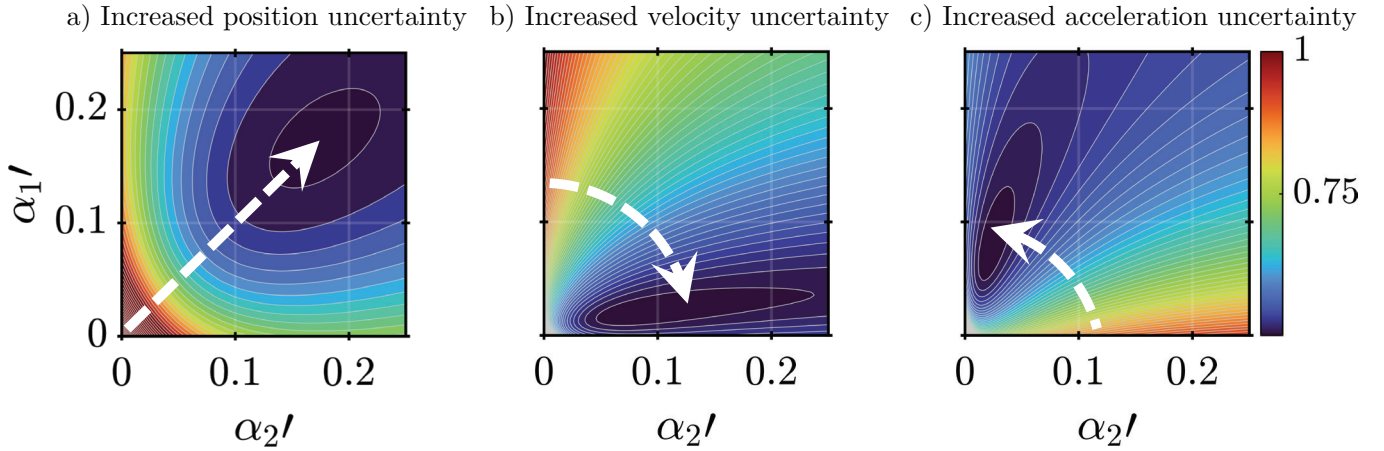 a) Increased position uncertainty
b) Increased velocity uncertainty
c) Increased acceleration uncertainty
1
0.75
0.2
0.1
0
α₁′
0 0.1 0.2
α₂′
0 0.1 0.2
α₂′
0 0.1 0.2
α₂′